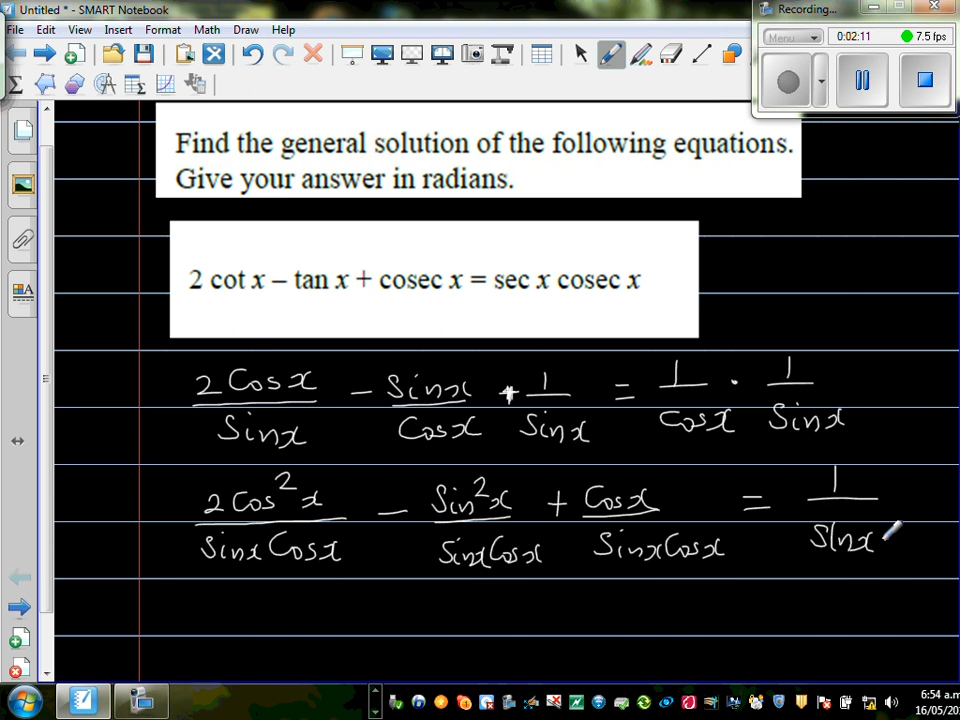 Untitled * - SMART Notebook
Recording...
File Edit View Insert Format Math Draw Help
Menu 0:02:11 7.5 fps
Find the general solution of the following equations.
Give your answer in radians.
2 cot x – tan x + cosec x = sec x cosec x
2 Cos x / Sin x - Sin x / Cos x + 1 / Sin x = 1 / Cos x · 1 / Sin x
2 Cos² x / Sin x Cos x - Sin² x / Sin x Cos x + Cos x / Sin x Cos x = 1 / Sin x
6:54 a.m
16/05/20